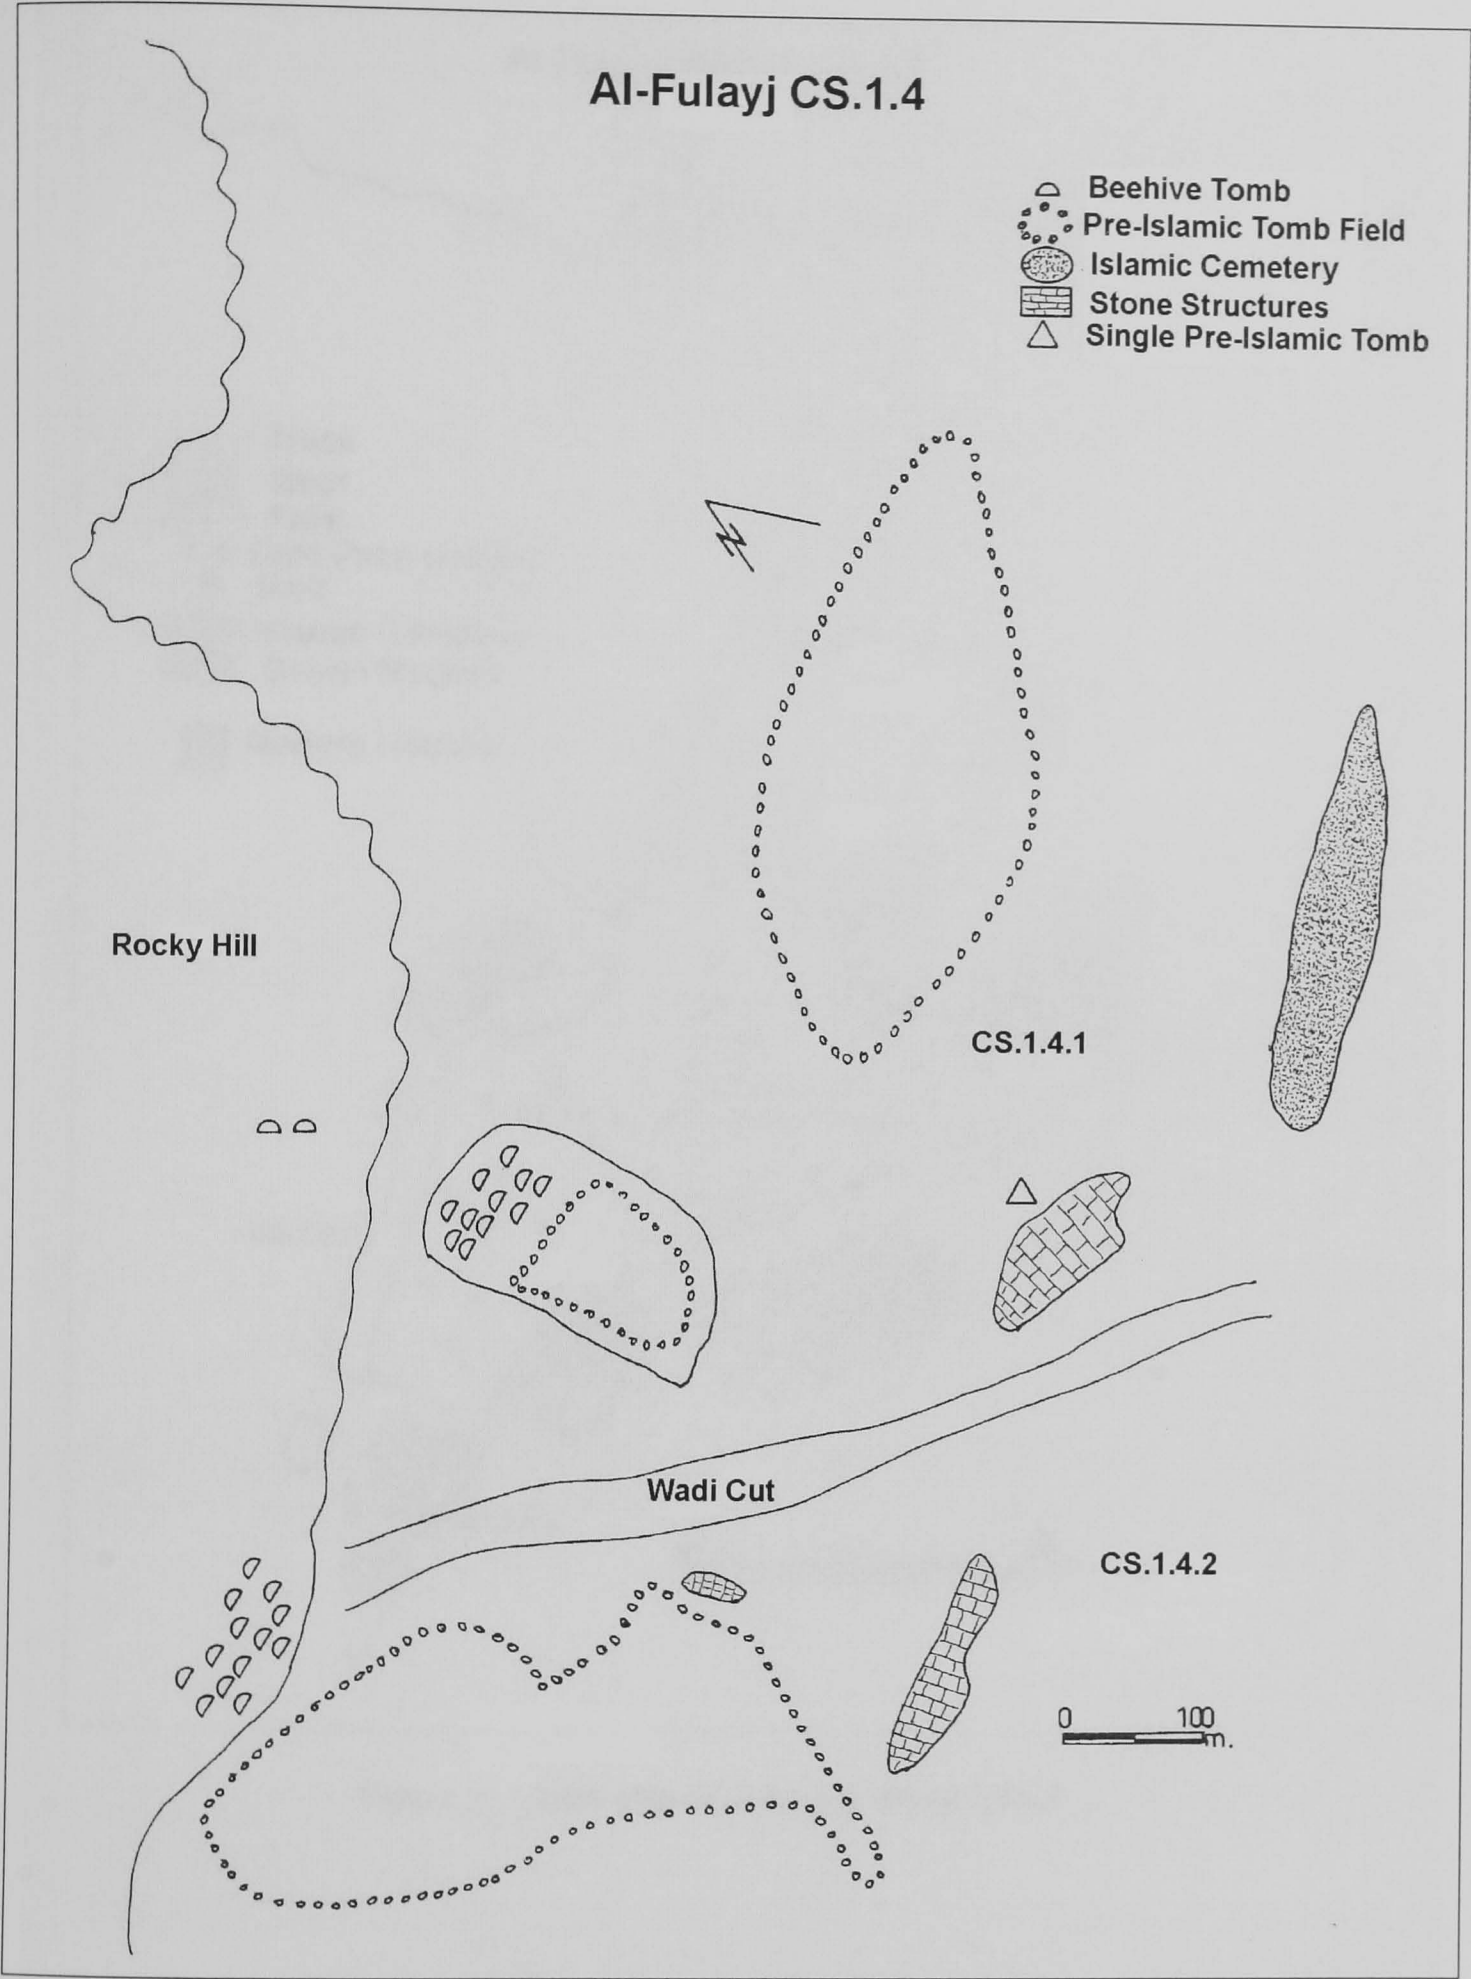 Al-Fulayj CS.1.4
Beehive Tomb
Pre-Islamic Tomb Field
Islamic Cemetery
Stone Structures
Single Pre-Islamic Tomb
N
Rocky Hill
CS.1.4.1
Wadi Cut
CS.1.4.2
0 100
m.